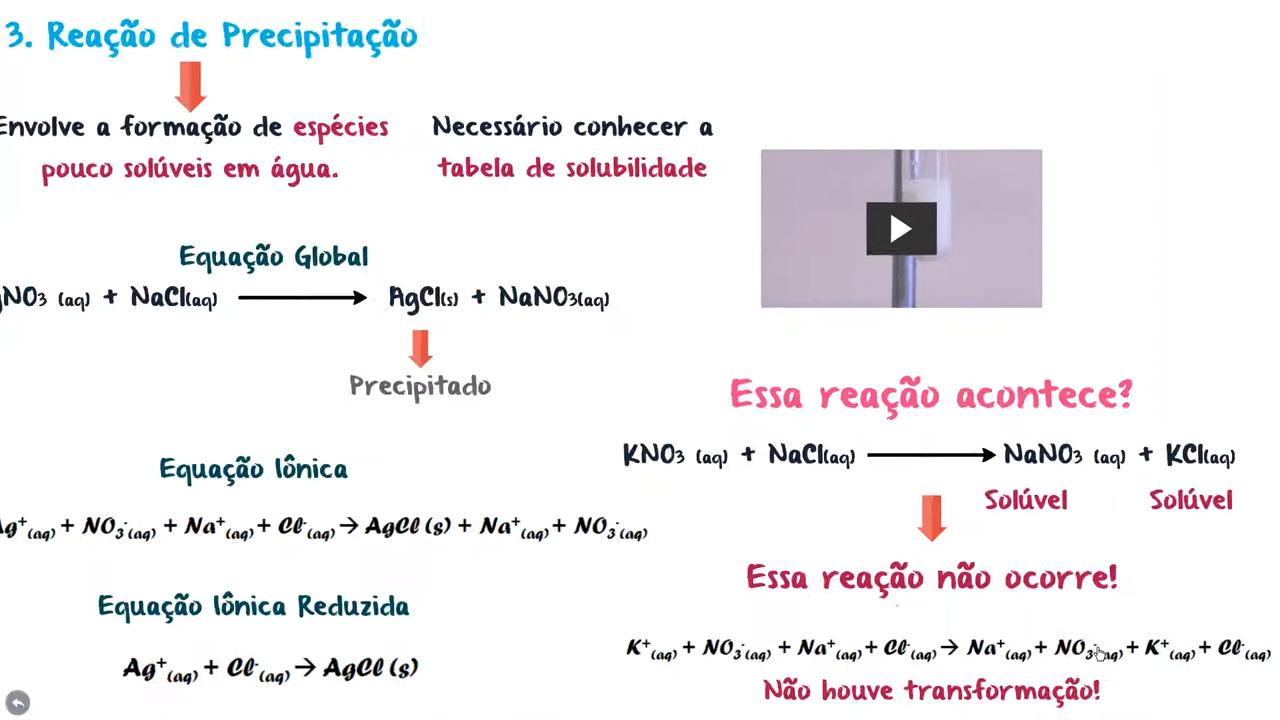 3. Reação de Precipitação
Envolve a formação de espécies
pouco solúveis em água.
Necessário conhecer a
tabela de solubilidade
Equação Global
gNO₃ (aq) + NaCl(aq) → AgCl(s) + NaNO₃(aq)
Precipitado
Equação Iônica
Ag⁺(aq) + NO₃⁻(aq) + Na⁺(aq) + Cl⁻(aq) → AgCl (s) + Na⁺(aq) + NO₃⁻(aq)
Equação Iônica Reduzida
Ag⁺(aq) + Cl⁻(aq) → AgCl (s)
Essa reação acontece?
KNO₃ (aq) + NaCl(aq) → NaNO₃ (aq) + KCl(aq)
Solúvel Solúvel
Essa reação não ocorre!
K⁺(aq) + NO₃⁻(aq) + Na⁺(aq) + Cl⁻(aq) → Na⁺(aq) + NO₃⁻(aq) + K⁺(aq) + Cl⁻(aq)
Não houve transformação!